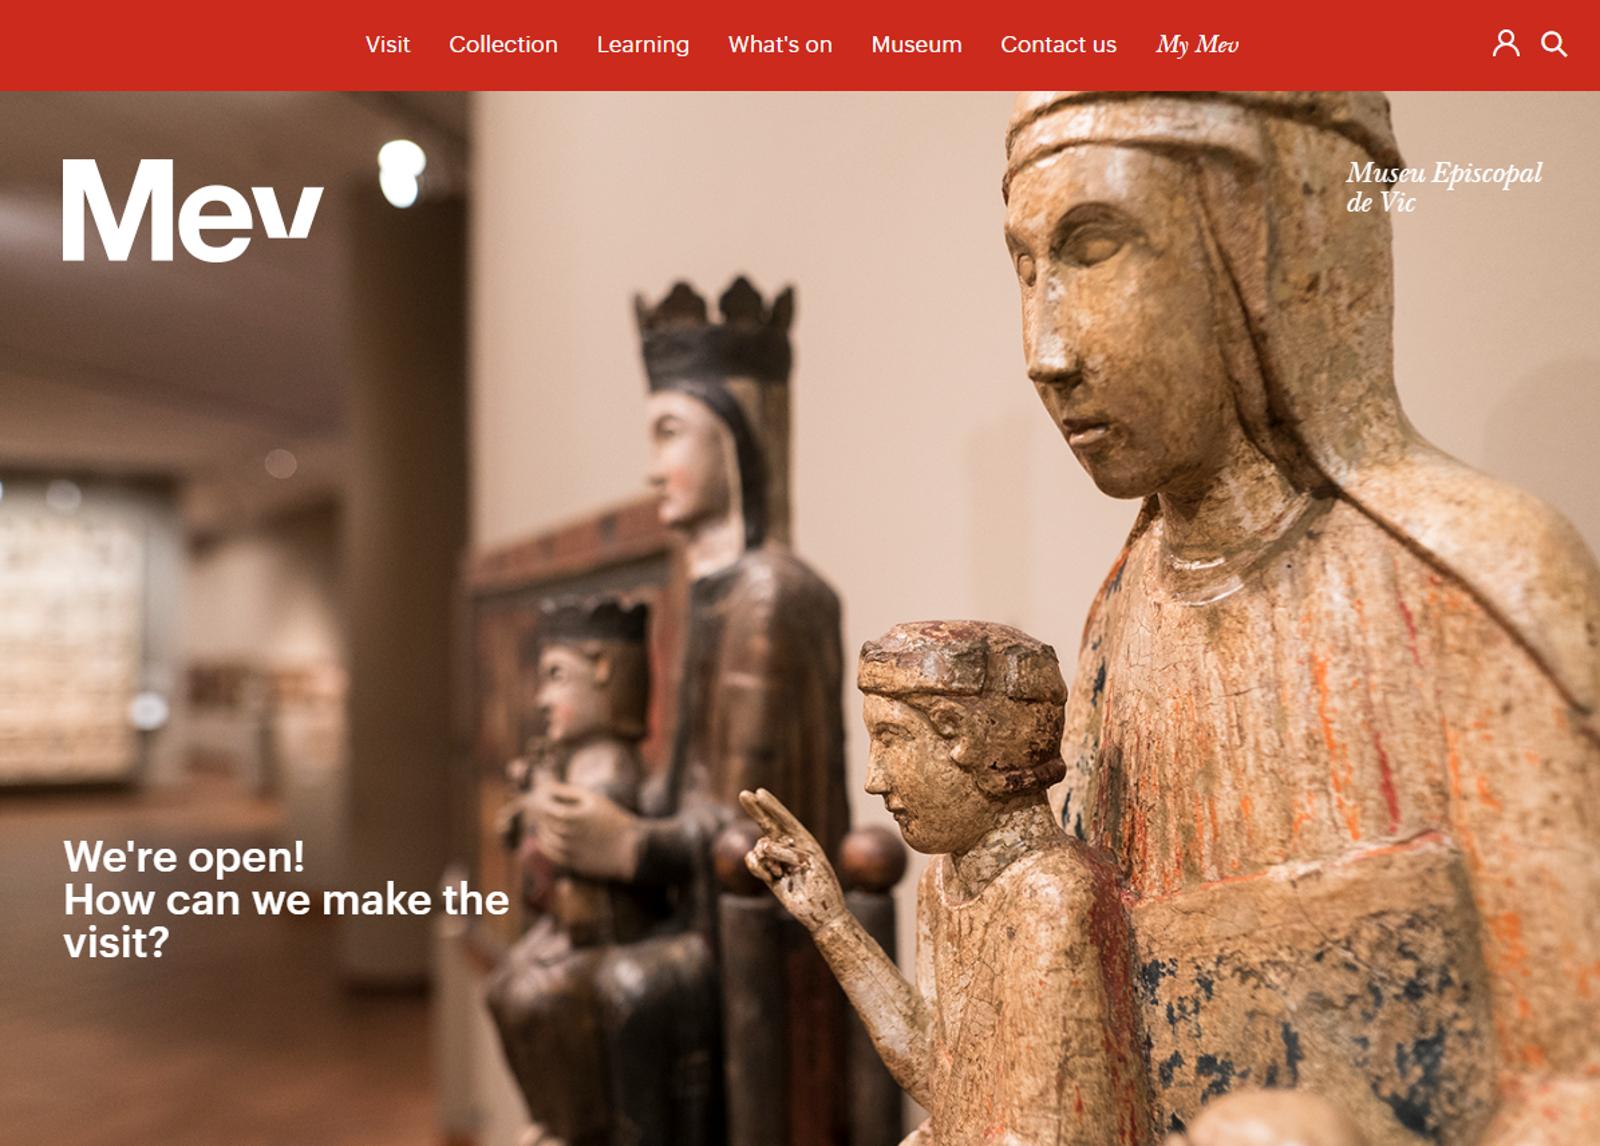 Visit Collection Learning What's on Museum Contact us My Mev
Mev
Museu Episcopal
de Vic
We're open!
How can we make the
visit?